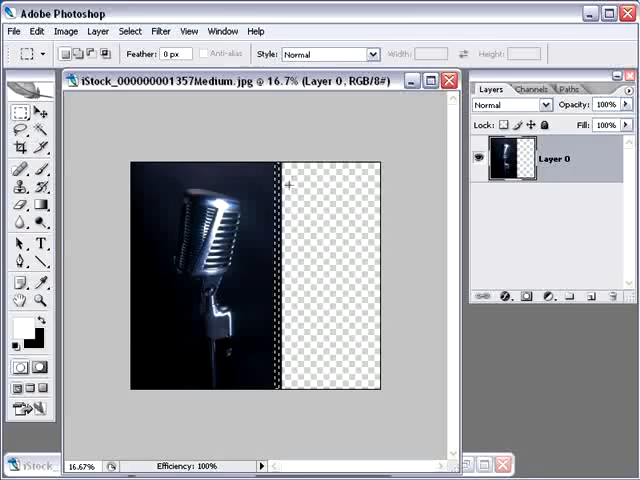 Adobe Photoshop
File Edit Image Layer Select Filter View Window Help
Feather: 0 px Anti-alias Style: Normal Width: Height:
iStock_000000001357Medium.jpg @ 16.7% (Layer 0, RGB/8#)
Layers Channels Paths
Normal Opacity: 100%
Lock: Fill: 100%
Layer 0
T
16.67% Efficiency: 100%
iStock_